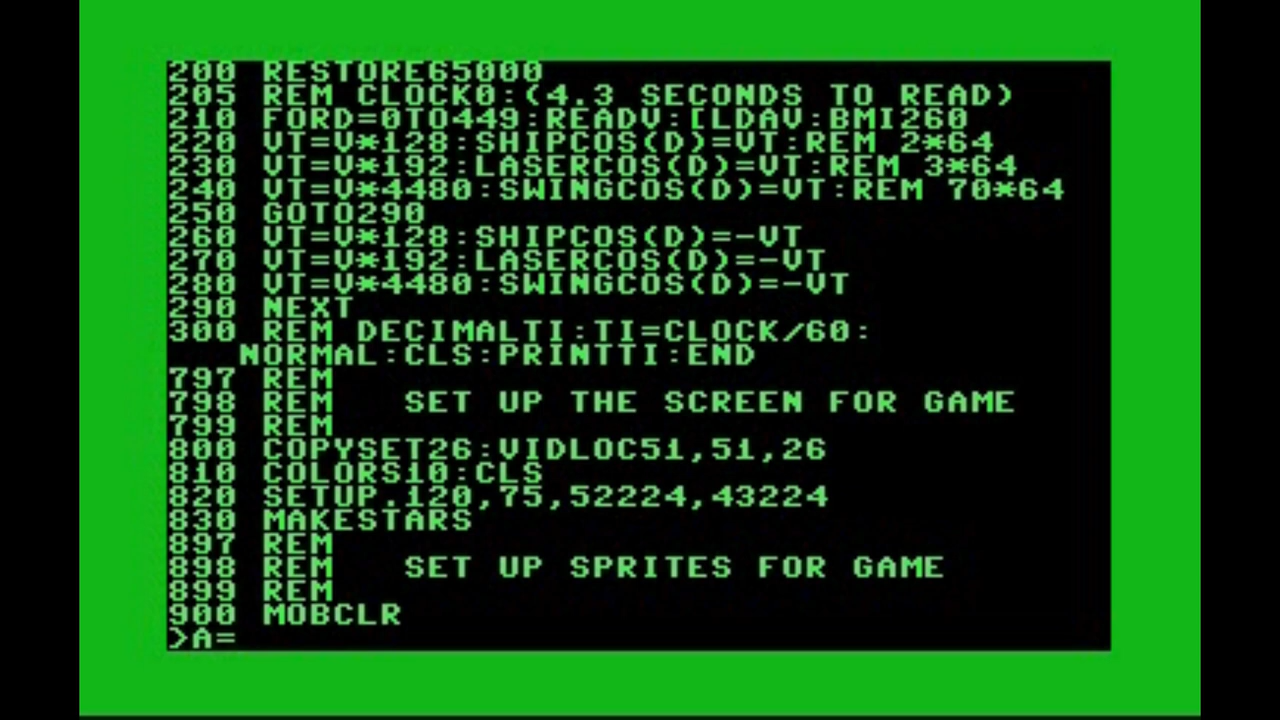 200 RESTORE65000
205 REM CLOCK0:(4.3 SECONDS TO READ)
210 FORD=0TO449:READV:[LDAV:BMI260
220 VT=V*128:SHIPCOS(D)=VT:REM 2*64
230 VT=V*192:LASERCOS(D)=VT:REM 3*64
240 VT=V*4480:SWINGCOS(D)=VT:REM 70*64
250 GOTO290
260 VT=V*128:SHIPCOS(D)=-VT
270 VT=V*192:LASERCOS(D)=-VT
280 VT=V*4480:SWINGCOS(D)=-VT
290 NEXT
300 REM DECIMALTI:TI=CLOCK/60:
NORMAL:CLS:PRINTTI:END
797 REM
798 REM   SET UP THE SCREEN FOR GAME
799 REM
800 COPYSET26:VIDLOC51,51,26
810 COLORS10:CLS
820 SETUP.120,75,52224,43224
830 MAKESTARS
897 REM
898 REM   SET UP SPRITES FOR GAME
899 REM
900 MOBCLR
>A=